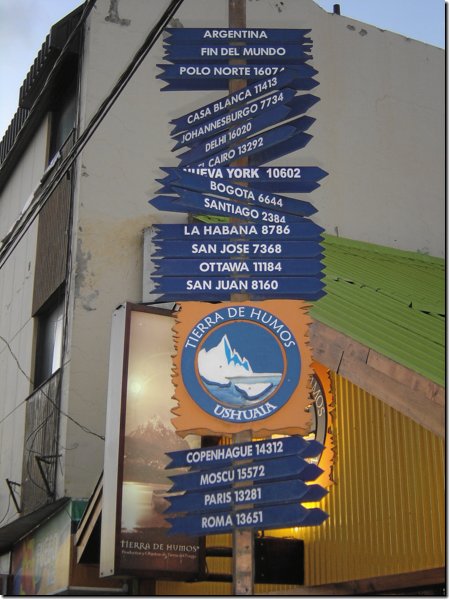 ARGENTINA
FIN DEL MUNDO
POLO NORTE 16074
CASA BLANCA 11413
JOHANNESBURGO 7734
DELHI 16020
EL CAIRO 13292
NUEVA YORK 10602
BOGOTA 6644
SANTIAGO 2384
LA HABANA 8786
SAN JOSE 7368
OTTAWA 11184
SAN JUAN 8160
TIERRA DE HUMOS
USHUAIA
COPENHAGUE 14312
MOSCU 15572
PARIS 13281
ROMA 13651
TIERRA DE HUMOS